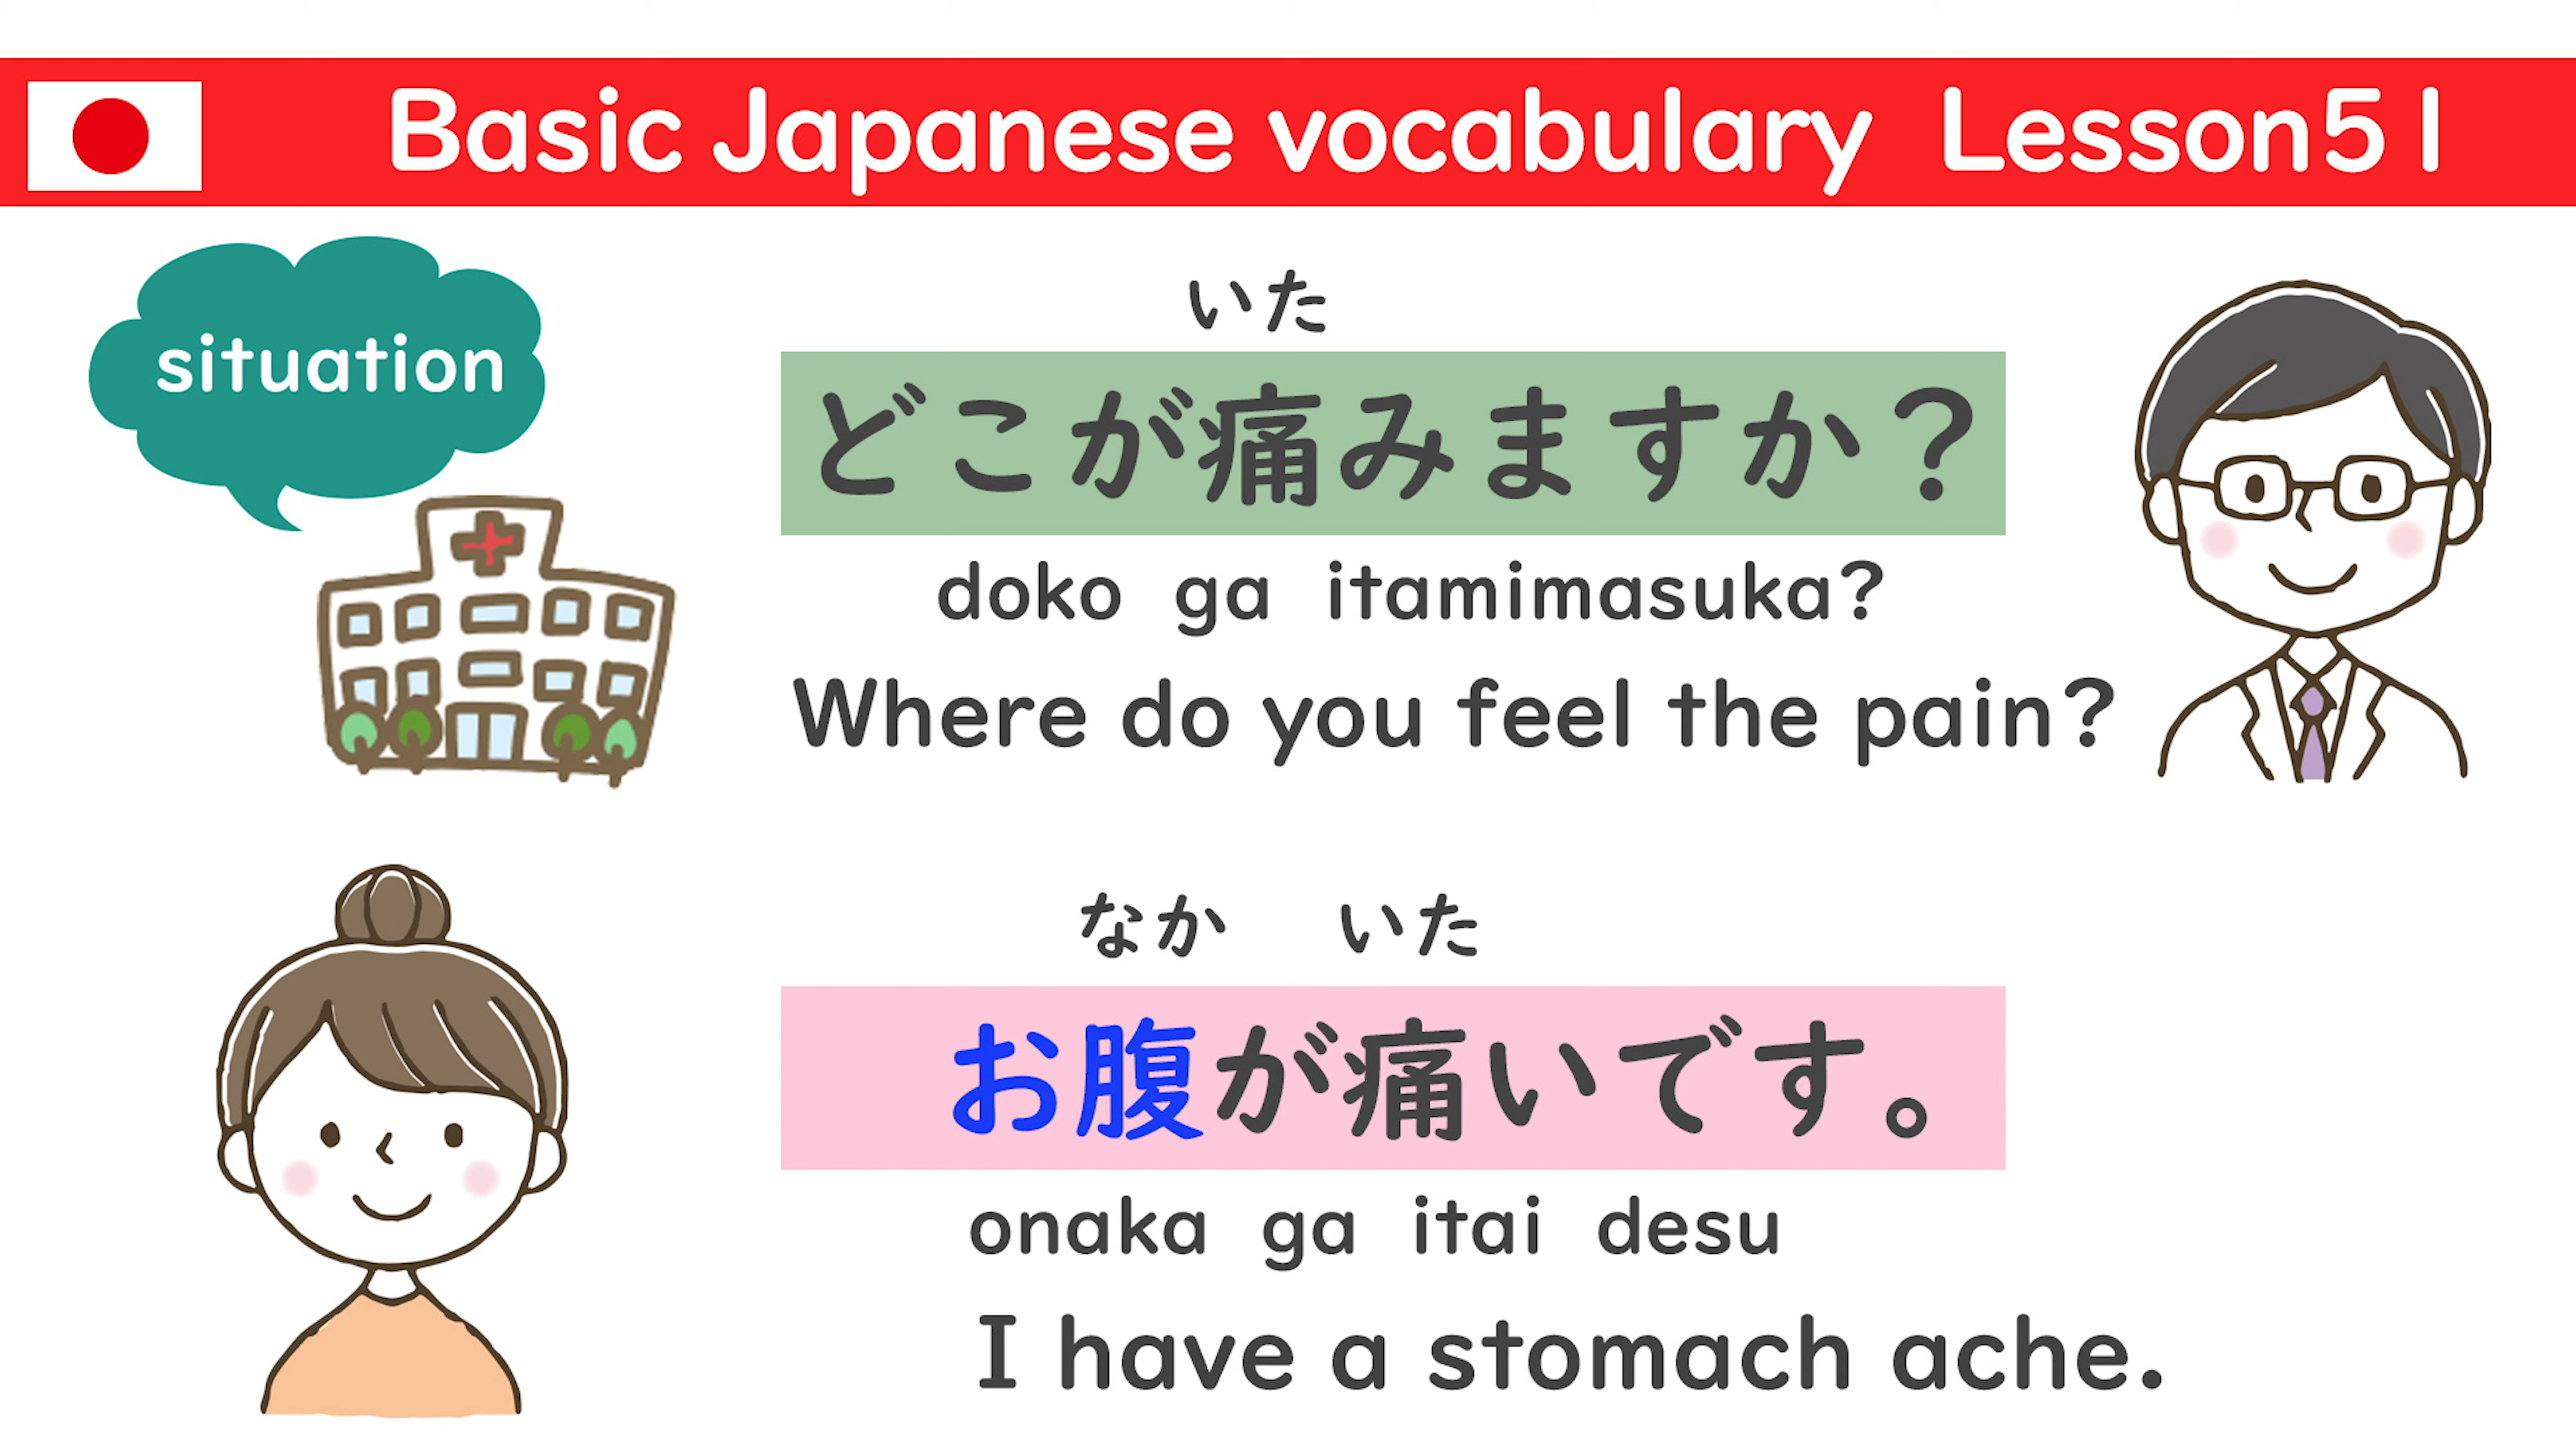 Basic Japanese vocabulary Lesson51
situation
いた
どこが痛みますか？
doko ga itamimasuka?
Where do you feel the pain?
なか いた
お腹が痛いです。
onaka ga itai desu
I have a stomach ache.